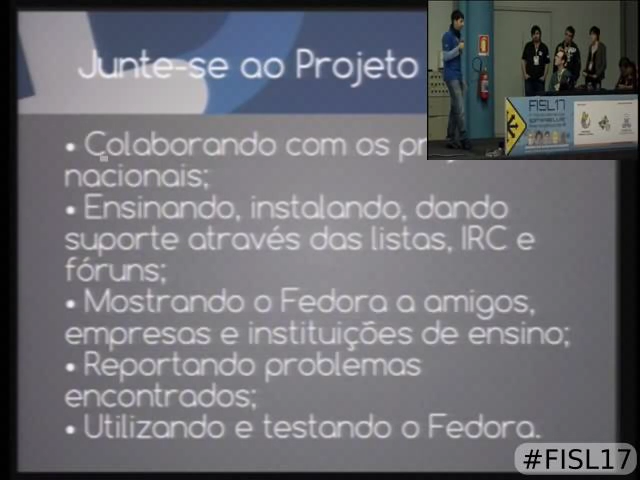 Junte-se ao Projeto
• Colaborando com os
nacionais;
• Ensinando, instalando, dando
suporte através das listas, IRC e
fóruns;
• Mostrando o Fedora a amigos,
empresas e instituições de ensino;
• Reportando problemas
encontrados;
• Utilizando e testando o Fedora.
FISL17
#FISL17